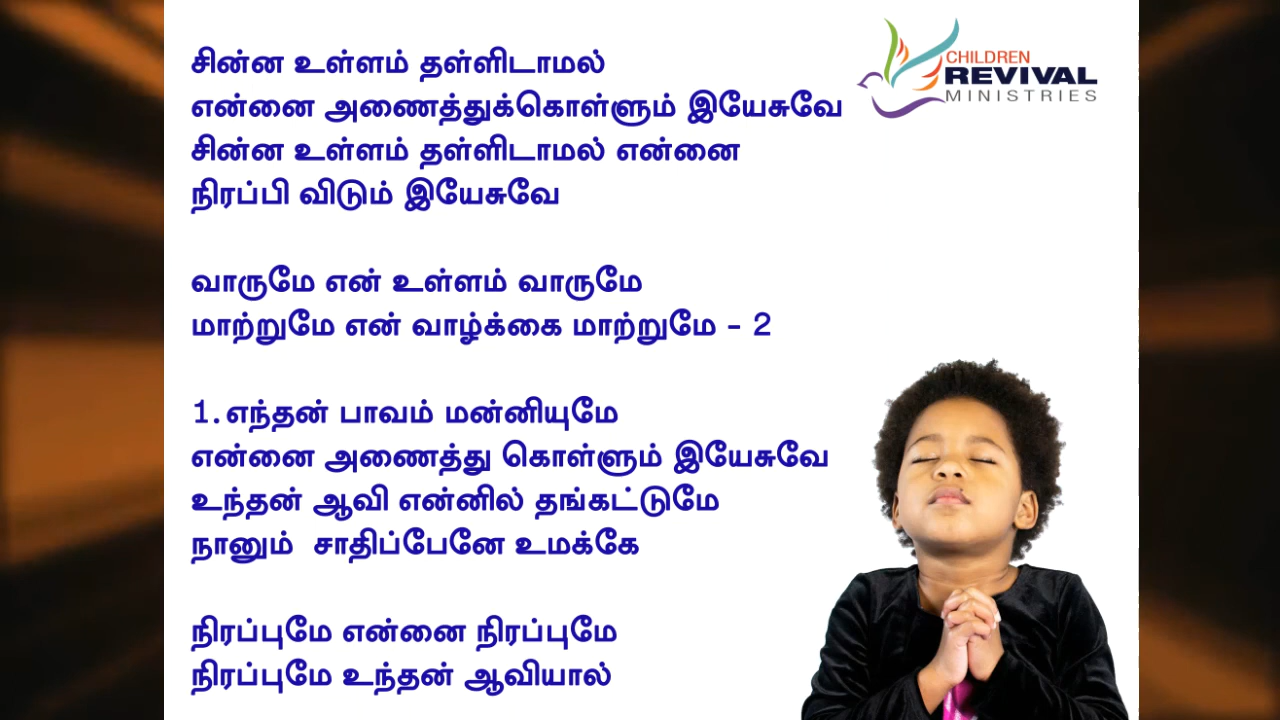 சின்ன உள்ளம் தள்ளிடாமல்
என்னை அணைத்துக்கொள்ளும் இயேசுவே
சின்ன உள்ளம் தள்ளிடாமல் என்னை
நிரப்பி விடும் இயேசுவே
வாருமே என் உள்ளம் வாருமே
மாற்றுமே என் வாழ்க்கை மாற்றுமே - 2
1.எந்தன் பாவம் மன்னியுமே
என்னை அணைத்து கொள்ளும் இயேசுவே
உந்தன் ஆவி என்னில் தங்கட்டுமே
நானும் சாதிப்பேனே உமக்கே
நிரப்புமே என்னை நிரப்புமே
நிரப்புமே உந்தன் ஆவியால்
CHILDREN
REVIVAL
MINISTRIES